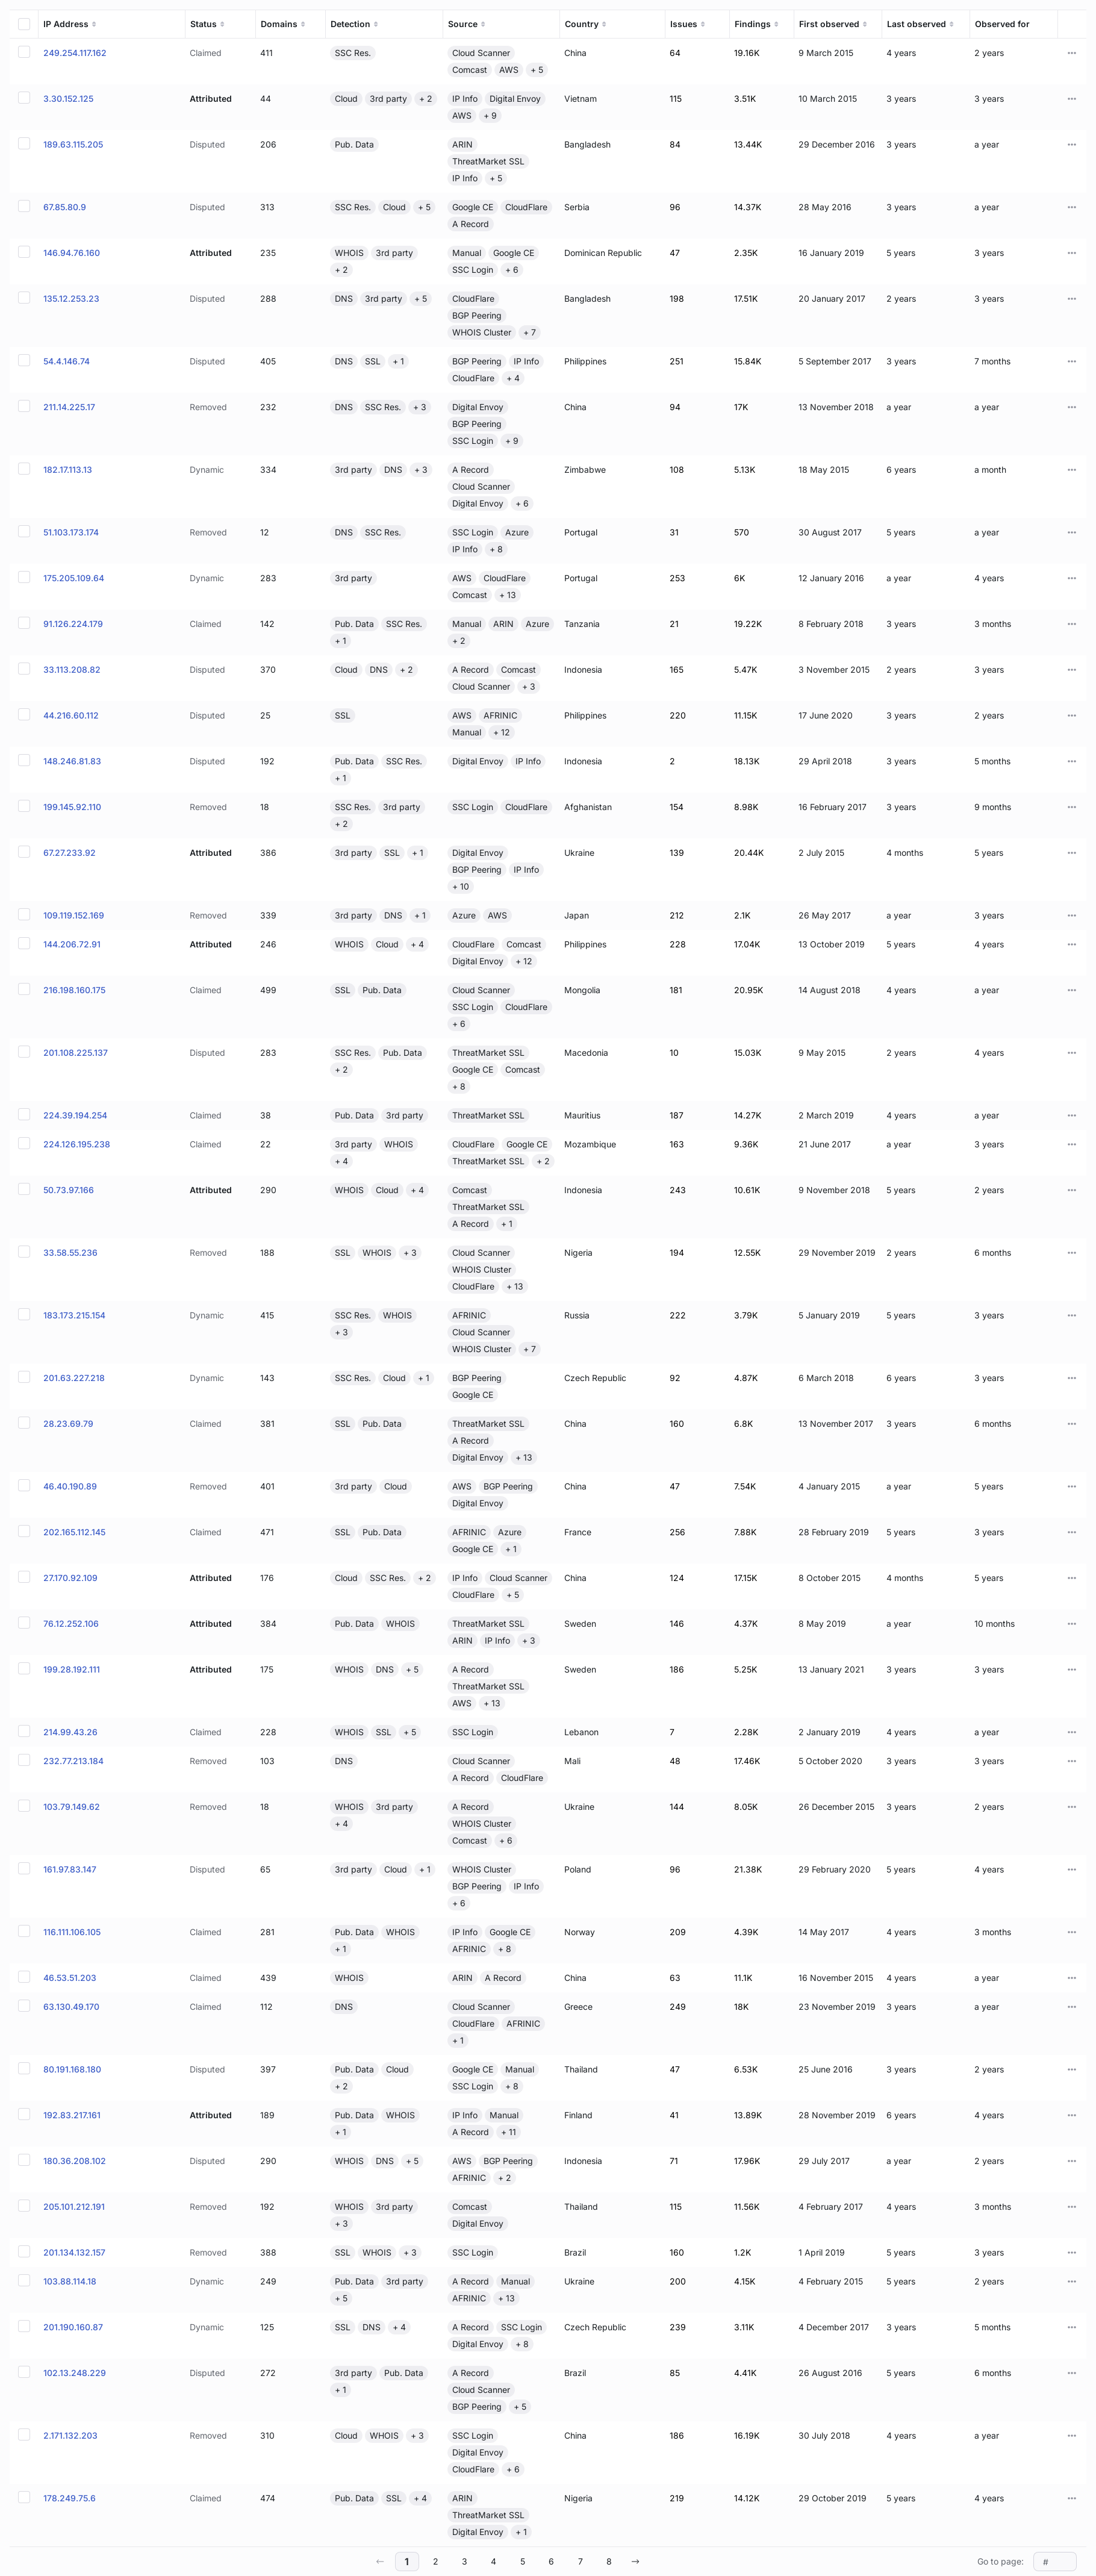 IP Address Status Domains Detection Source Country Issues Findings First observed Last observed Observed for
249.254.117.162 Claimed 411 SSC Res. Cloud Scanner China 64 19.16K 9 March 2015 4 years 2 years
Comcast AWS + 5
3.30.152.125 Attributed 44 Cloud 3rd party + 2 IP Info Digital Envoy Vietnam 115 3.51K 10 March 2015 3 years 3 years
AWS + 9
189.63.115.205 Disputed 206 Pub. Data ARIN Bangladesh 84 13.44K 29 December 2016 3 years a year
ThreatMarket SSL
IP Info + 5
67.85.80.9 Disputed 313 SSC Res. Cloud + 5 Google CE CloudFlare Serbia 96 14.37K 28 May 2016 3 years a year
A Record
146.94.76.160 Attributed 235 WHOIS 3rd party Manual Google CE Dominican Republic 47 2.35K 16 January 2019 5 years 3 years
+ 2 SSC Login + 6
135.12.253.23 Disputed 288 DNS 3rd party + 5 CloudFlare Bangladesh 198 17.51K 20 January 2017 2 years 3 years
BGP Peering
WHOIS Cluster + 7
54.4.146.74 Disputed 405 DNS SSL + 1 BGP Peering IP Info Philippines 251 15.84K 5 September 2017 3 years 7 months
CloudFlare + 4
211.14.225.17 Removed 232 DNS SSC Res. + 3 Digital Envoy China 94 17K 13 November 2018 a year a year
BGP Peering
SSC Login + 9
182.17.113.13 Dynamic 334 3rd party DNS + 3 A Record Zimbabwe 108 5.13K 18 May 2015 6 years a month
Cloud Scanner
Digital Envoy + 6
51.103.173.174 Removed 12 DNS SSC Res. SSC Login Azure Portugal 31 570 30 August 2017 5 years a year
IP Info + 8
175.205.109.64 Dynamic 283 3rd party AWS CloudFlare Portugal 253 6K 12 January 2016 a year 4 years
Comcast + 13
91.126.224.179 Claimed 142 Pub. Data SSC Res. Manual ARIN Azure Tanzania 21 19.22K 8 February 2018 3 years 3 months
+ 1 + 2
33.113.208.82 Disputed 370 Cloud DNS + 2 A Record Comcast Indonesia 165 5.47K 3 November 2015 2 years 3 years
Cloud Scanner + 3
44.216.60.112 Disputed 25 SSL AWS AFRINIC Philippines 220 11.15K 17 June 2020 3 years 2 years
Manual + 12
148.246.81.83 Disputed 192 Pub. Data SSC Res. Digital Envoy IP Info Indonesia 2 18.13K 29 April 2018 3 years 5 months
+ 1
199.145.92.110 Removed 18 SSC Res. 3rd party SSC Login CloudFlare Afghanistan 154 8.98K 16 February 2017 3 years 9 months
+ 2
67.27.233.92 Attributed 386 3rd party SSL + 1 Digital Envoy Ukraine 139 20.44K 2 July 2015 4 months 5 years
BGP Peering IP Info
+ 10
109.119.152.169 Removed 339 3rd party DNS + 1 Azure AWS Japan 212 2.1K 26 May 2017 a year 3 years
144.206.72.91 Attributed 246 WHOIS Cloud + 4 CloudFlare Comcast Philippines 228 17.04K 13 October 2019 5 years 4 years
Digital Envoy + 12
216.198.160.175 Claimed 499 SSL Pub. Data Cloud Scanner Mongolia 181 20.95K 14 August 2018 4 years a year
SSC Login CloudFlare
+ 6
201.108.225.137 Disputed 283 SSC Res. Pub. Data ThreatMarket SSL Macedonia 10 15.03K 9 May 2015 2 years 4 years
+ 2 Google CE Comcast
+ 8
224.39.194.254 Claimed 38 Pub. Data 3rd party ThreatMarket SSL Mauritius 187 14.27K 2 March 2019 4 years a year
224.126.195.238 Claimed 22 3rd party WHOIS CloudFlare Google CE Mozambique 163 9.36K 21 June 2017 a year 3 years
+ 4 ThreatMarket SSL + 2
50.73.97.166 Attributed 290 WHOIS Cloud + 4 Comcast Indonesia 243 10.61K 9 November 2018 5 years 2 years
ThreatMarket SSL
A Record + 1
33.58.55.236 Removed 188 SSL WHOIS + 3 Cloud Scanner Nigeria 194 12.55K 29 November 2019 2 years 6 months
WHOIS Cluster
CloudFlare + 13
183.173.215.154 Dynamic 415 SSC Res. WHOIS AFRINIC Russia 222 3.79K 5 January 2019 5 years 3 years
+ 3 Cloud Scanner
WHOIS Cluster + 7
201.63.227.218 Dynamic 143 SSC Res. Cloud + 1 BGP Peering Czech Republic 92 4.87K 6 March 2018 6 years 3 years
Google CE
28.23.69.79 Claimed 381 SSL Pub. Data ThreatMarket SSL China 160 6.8K 13 November 2017 3 years 6 months
A Record
Digital Envoy + 13
46.40.190.89 Removed 401 3rd party Cloud AWS BGP Peering China 47 7.54K 4 January 2015 a year 5 years
Digital Envoy
202.165.112.145 Claimed 471 SSL Pub. Data AFRINIC Azure France 256 7.88K 28 February 2019 5 years 3 years
Google CE + 1
27.170.92.109 Attributed 176 Cloud SSC Res. + 2 IP Info Cloud Scanner China 124 17.15K 8 October 2015 4 months 5 years
CloudFlare + 5
76.12.252.106 Attributed 384 Pub. Data WHOIS ThreatMarket SSL Sweden 146 4.37K 8 May 2019 a year 10 months
ARIN IP Info + 3
199.28.192.111 Attributed 175 WHOIS DNS + 5 A Record Sweden 186 5.25K 13 January 2021 3 years 3 years
ThreatMarket SSL
AWS + 13
214.99.43.26 Claimed 228 WHOIS SSL + 5 SSC Login Lebanon 7 2.28K 2 January 2019 4 years a year
232.77.213.184 Removed 103 DNS Cloud Scanner Mali 48 17.46K 5 October 2020 3 years 3 years
A Record CloudFlare
103.79.149.62 Removed 18 WHOIS 3rd party A Record Ukraine 144 8.05K 26 December 2015 3 years 2 years
+ 4 WHOIS Cluster
Comcast + 6
161.97.83.147 Disputed 65 3rd party Cloud + 1 WHOIS Cluster Poland 96 21.38K 29 February 2020 5 years 4 years
BGP Peering IP Info
+ 6
116.111.106.105 Claimed 281 Pub. Data WHOIS IP Info Google CE Norway 209 4.39K 14 May 2017 4 years 3 months
+ 1 AFRINIC + 8
46.53.51.203 Claimed 439 WHOIS ARIN A Record China 63 11.1K 16 November 2015 4 years a year
63.130.49.170 Claimed 112 DNS Cloud Scanner Greece 249 18K 23 November 2019 3 years a year
CloudFlare AFRINIC
+ 1
80.191.168.180 Disputed 397 Pub. Data Cloud Google CE Manual Thailand 47 6.53K 25 June 2016 3 years 2 years
+ 2 SSC Login + 8
192.83.217.161 Attributed 189 Pub. Data WHOIS IP Info Manual Finland 41 13.89K 28 November 2019 6 years 4 years
+ 1 A Record + 11
180.36.208.102 Disputed 290 WHOIS DNS + 5 AWS BGP Peering Indonesia 71 17.96K 29 July 2017 a year 2 years
AFRINIC + 2
205.101.212.191 Removed 192 WHOIS 3rd party Comcast Thailand 115 11.56K 4 February 2017 4 years 3 months
+ 3 Digital Envoy
201.134.132.157 Removed 388 SSL WHOIS + 3 SSC Login Brazil 160 1.2K 1 April 2019 5 years 3 years
103.88.114.18 Dynamic 249 Pub. Data 3rd party A Record Manual Ukraine 200 4.15K 4 February 2015 5 years 2 years
+ 5 AFRINIC + 13
201.190.160.87 Dynamic 125 SSL DNS + 4 A Record SSC Login Czech Republic 239 3.11K 4 December 2017 3 years 5 months
Digital Envoy + 8
102.13.248.229 Disputed 272 3rd party Pub. Data A Record Brazil 85 4.41K 26 August 2016 5 years 6 months
+ 1 Cloud Scanner
BGP Peering + 5
2.171.132.203 Removed 310 Cloud WHOIS + 3 SSC Login China 186 16.19K 30 July 2018 4 years a year
Digital Envoy
CloudFlare + 6
178.249.75.6 Claimed 474 Pub. Data SSL + 4 ARIN Nigeria 219 14.12K 29 October 2019 5 years 4 years
ThreatMarket SSL
Digital Envoy + 1
← 1 2 3 4 5 6 7 8 → Go to page: #